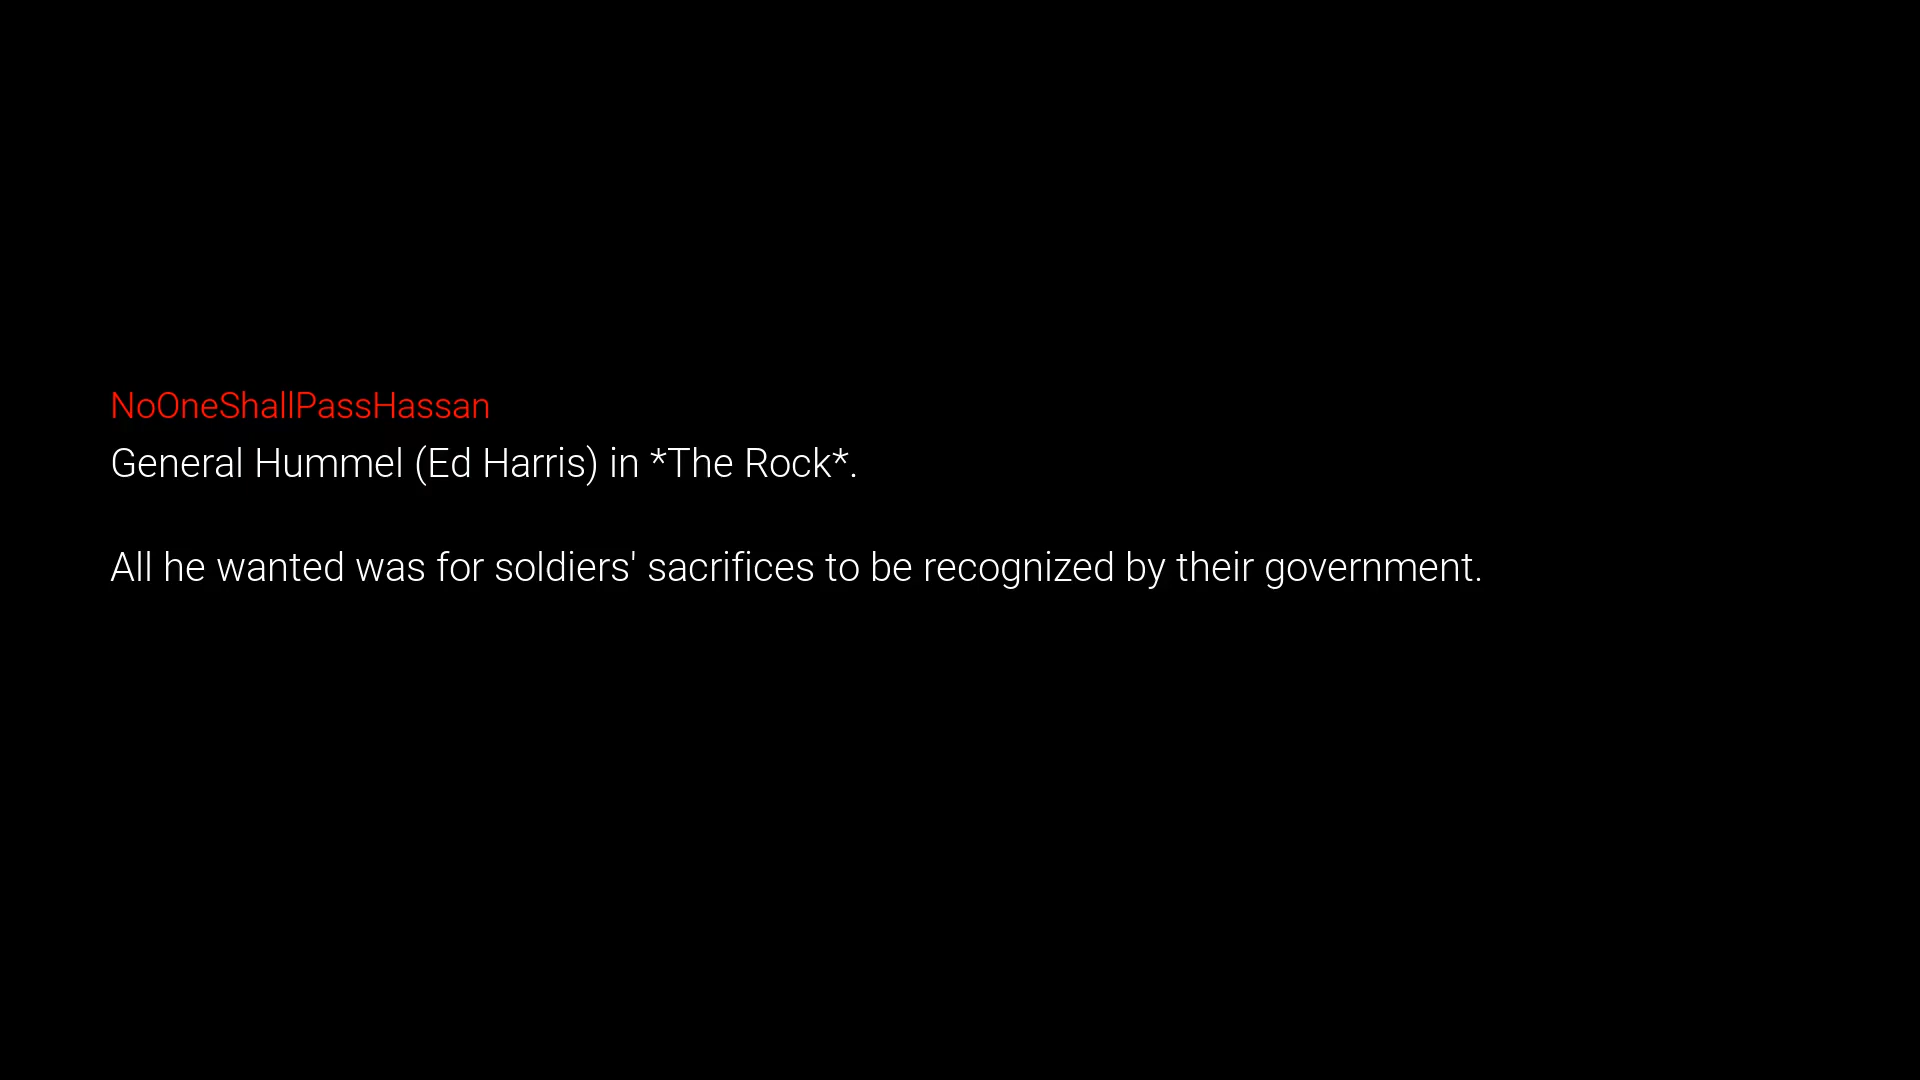 NoOneShallPassHassan
General Hummel (Ed Harris) in *The Rock*.
All he wanted was for soldiers' sacrifices to be recognized by their government.